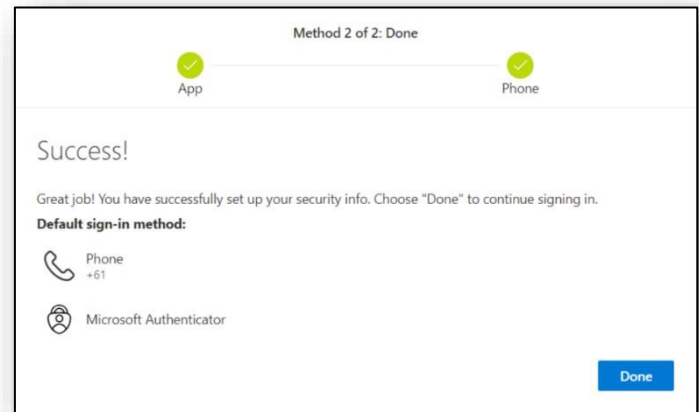 Method 2 of 2: Done
App
Phone
Success!
Great job! You have successfully set up your security info. Choose "Done" to continue signing in.
Default sign-in method:
Phone
+61
Microsoft Authenticator
Done